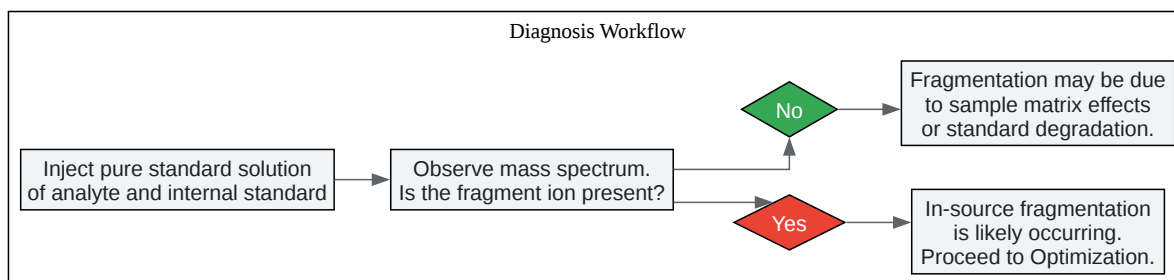 Diagnosis Workflow
Inject pure standard solution
of analyte and internal standard
Observe mass spectrum.
Is the fragment ion present?
No
Fragmentation may be due
to sample matrix effects
or standard degradation.
Yes
In-source fragmentation
is likely occurring.
Proceed to Optimization.